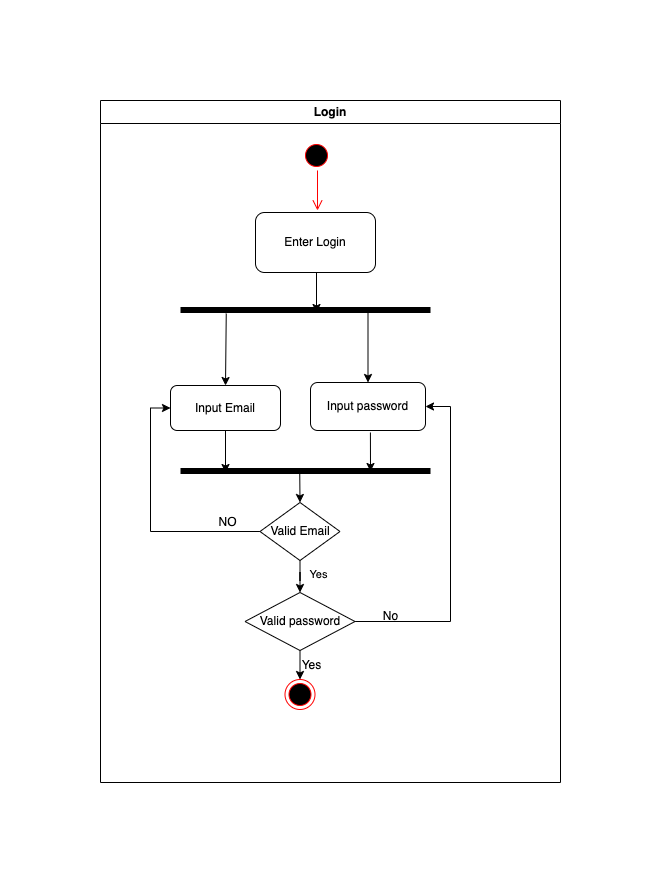 Login
Enter Login
Input Email
Input password
NO
Valid Email
Yes
Valid password
No
Yes